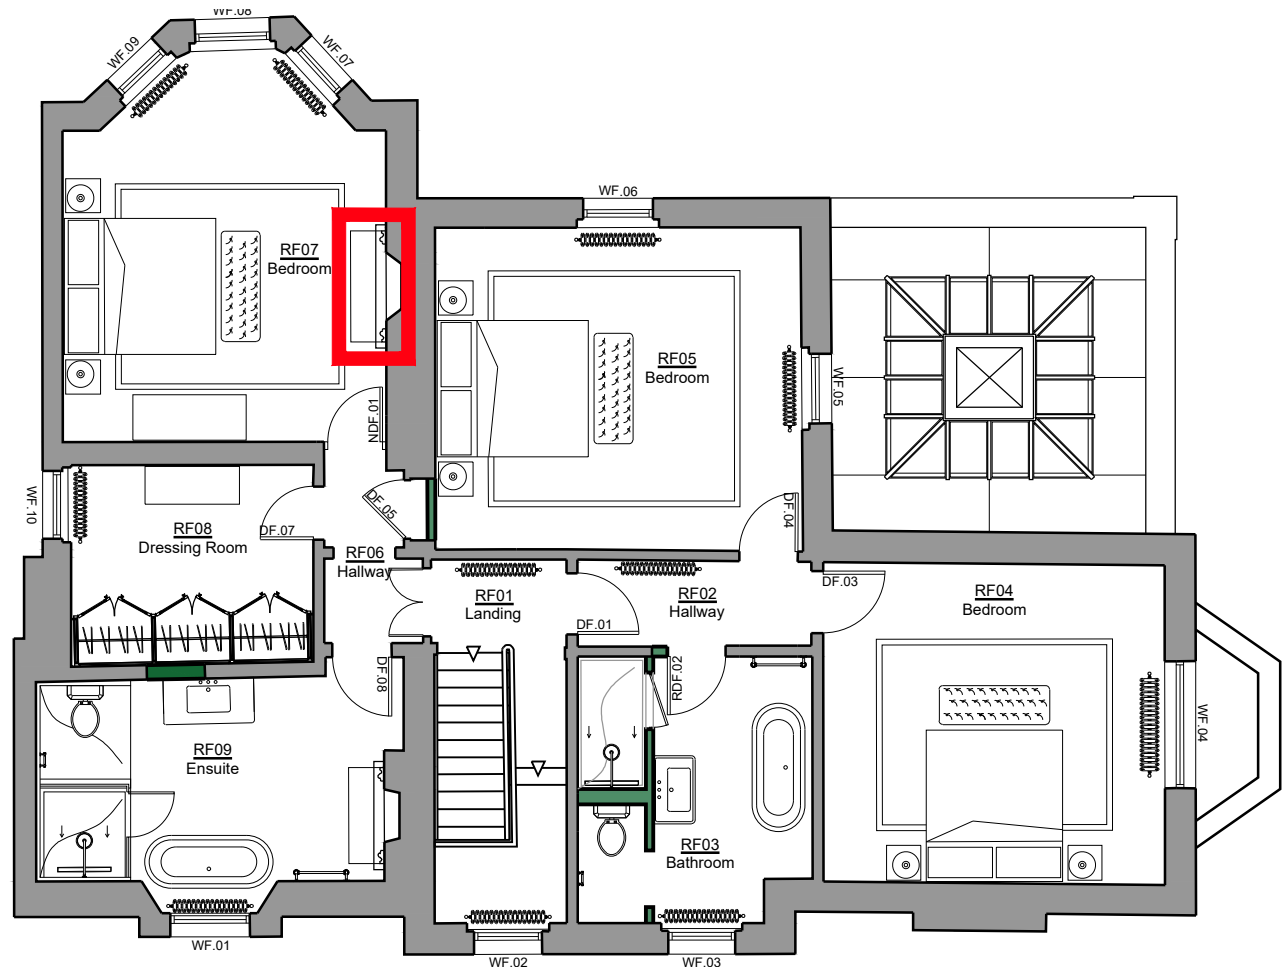 WF.08
WF.09
WF.07
WF.06
RF07
Bedroom
RF05
Bedroom
WF.05
NDF.01
WF.10
DF.05
DF.04
RF08
Dressing Room
DF.07
RF06
Hallway
RF01
Landing
RF02
Hallway
DF.03
RF04
Bedroom
DF.01
DF.08
RDF.02
WF.04
RF09
Ensuite
RF03
Bathroom
WF.01
WF.02
WF.03